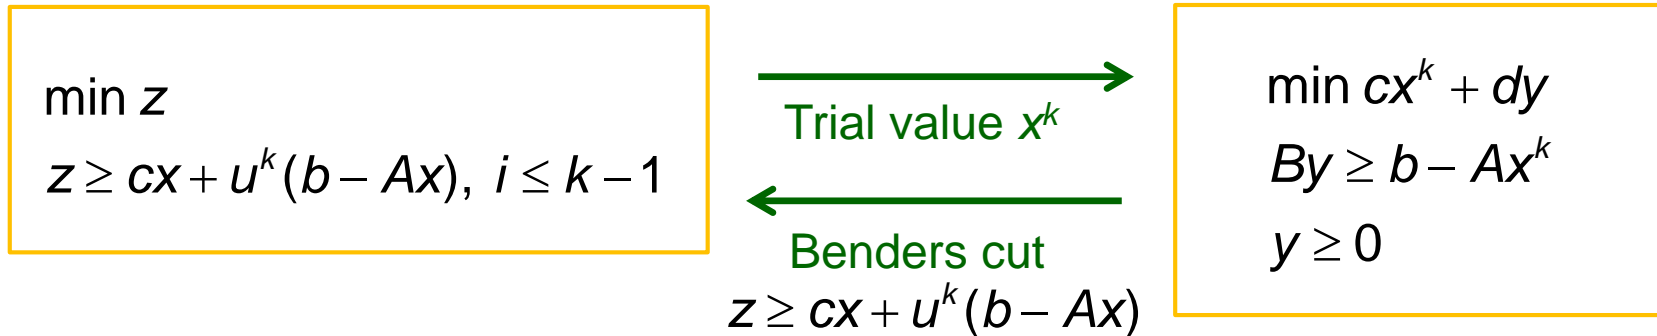 min z
z ≥ cx + u^k(b − Ax), i ≤ k − 1
Trial value x^k
Benders cut
z ≥ cx + u^k(b − Ax)
min cx^k + dy
By ≥ b − Ax^k
y ≥ 0